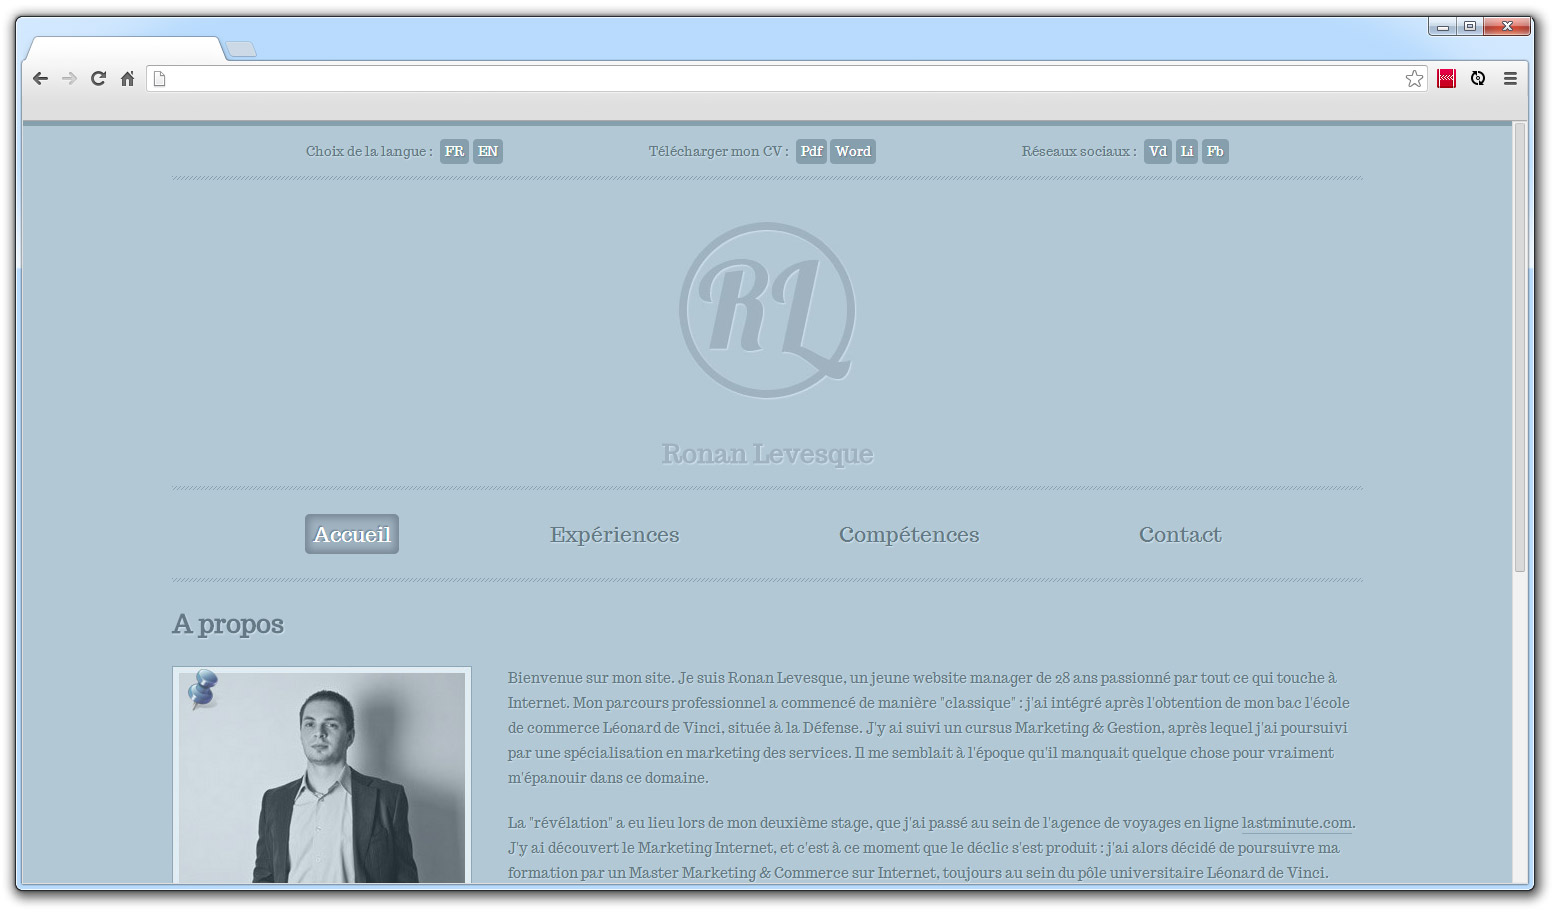 Choix de la langue : FR EN
Télécharger mon CV : Pdf Word
Réseaux sociaux : Vd Li Fb
RL
Ronan Levesque
Accueil
Expériences
Compétences
Contact
A propos
Bienvenue sur mon site. Je suis Ronan Levesque, un jeune website manager de 28 ans passionné par tout ce qui touche à
Internet. Mon parcours professionnel a commencé de manière "classique" : j'ai intégré après l'obtention de mon bac l'école
de commerce Léonard de Vinci, située à la Défense. J'y ai suivi un cursus Marketing & Gestion, après lequel j'ai poursuivi
par une spécialisation en marketing des services. Il me semblait à l'époque qu'il manquait quelque chose pour vraiment
m'épanouir dans ce domaine.
La "révélation" a eu lieu lors de mon deuxième stage, que j'ai passé au sein de l'agence de voyages en ligne lastminute.com.
J'y ai découvert le Marketing Internet, et c'est à ce moment que le déclic s'est produit : j'ai alors décidé de poursuivre ma
formation par un Master Marketing & Commerce sur Internet, toujours au sein du pôle universitaire Léonard de Vinci.